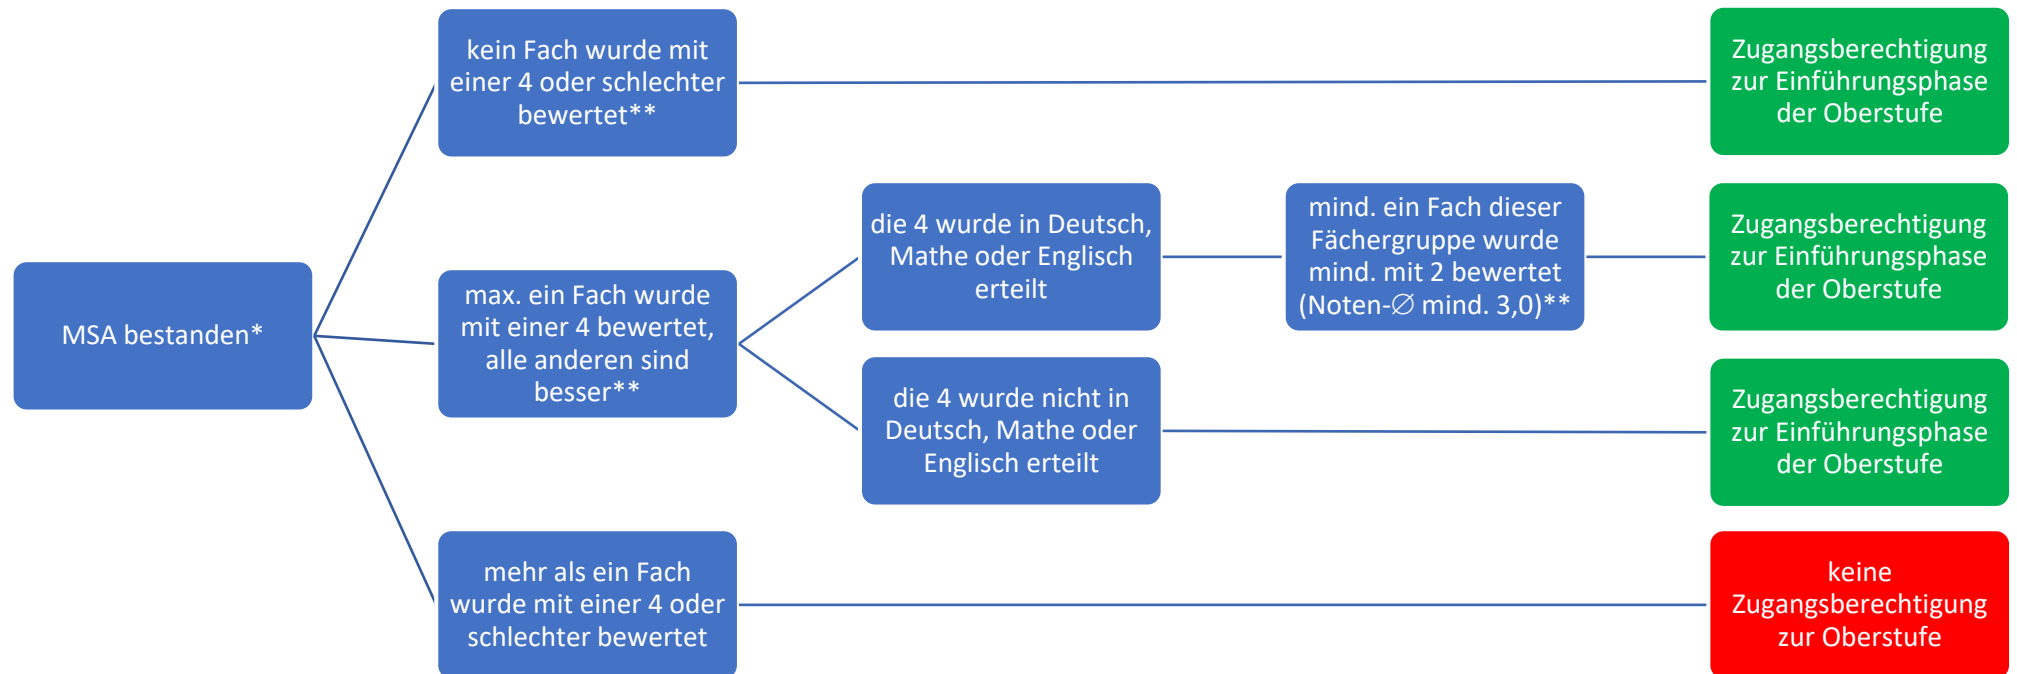 MSA bestanden*
kein Fach wurde mit
einer 4 oder schlechter
bewertet**
Zugangsberechtigung
zur Einführungsphase
der Oberstufe
max. ein Fach wurde
mit einer 4 bewertet,
alle anderen sind
besser**
die 4 wurde in Deutsch,
Mathe oder Englisch
erteilt
mind. ein Fach dieser
Fächergruppe wurde
mind. mit 2 bewertet
(Noten-∅ mind. 3,0)**
Zugangsberechtigung
zur Einführungsphase
der Oberstufe
die 4 wurde nicht in
Deutsch, Mathe oder
Englisch erteilt
Zugangsberechtigung
zur Einführungsphase
der Oberstufe
mehr als ein Fach
wurde mit einer 4 oder
schlechter bewertet
keine
Zugangsberechtigung
zur Oberstufe